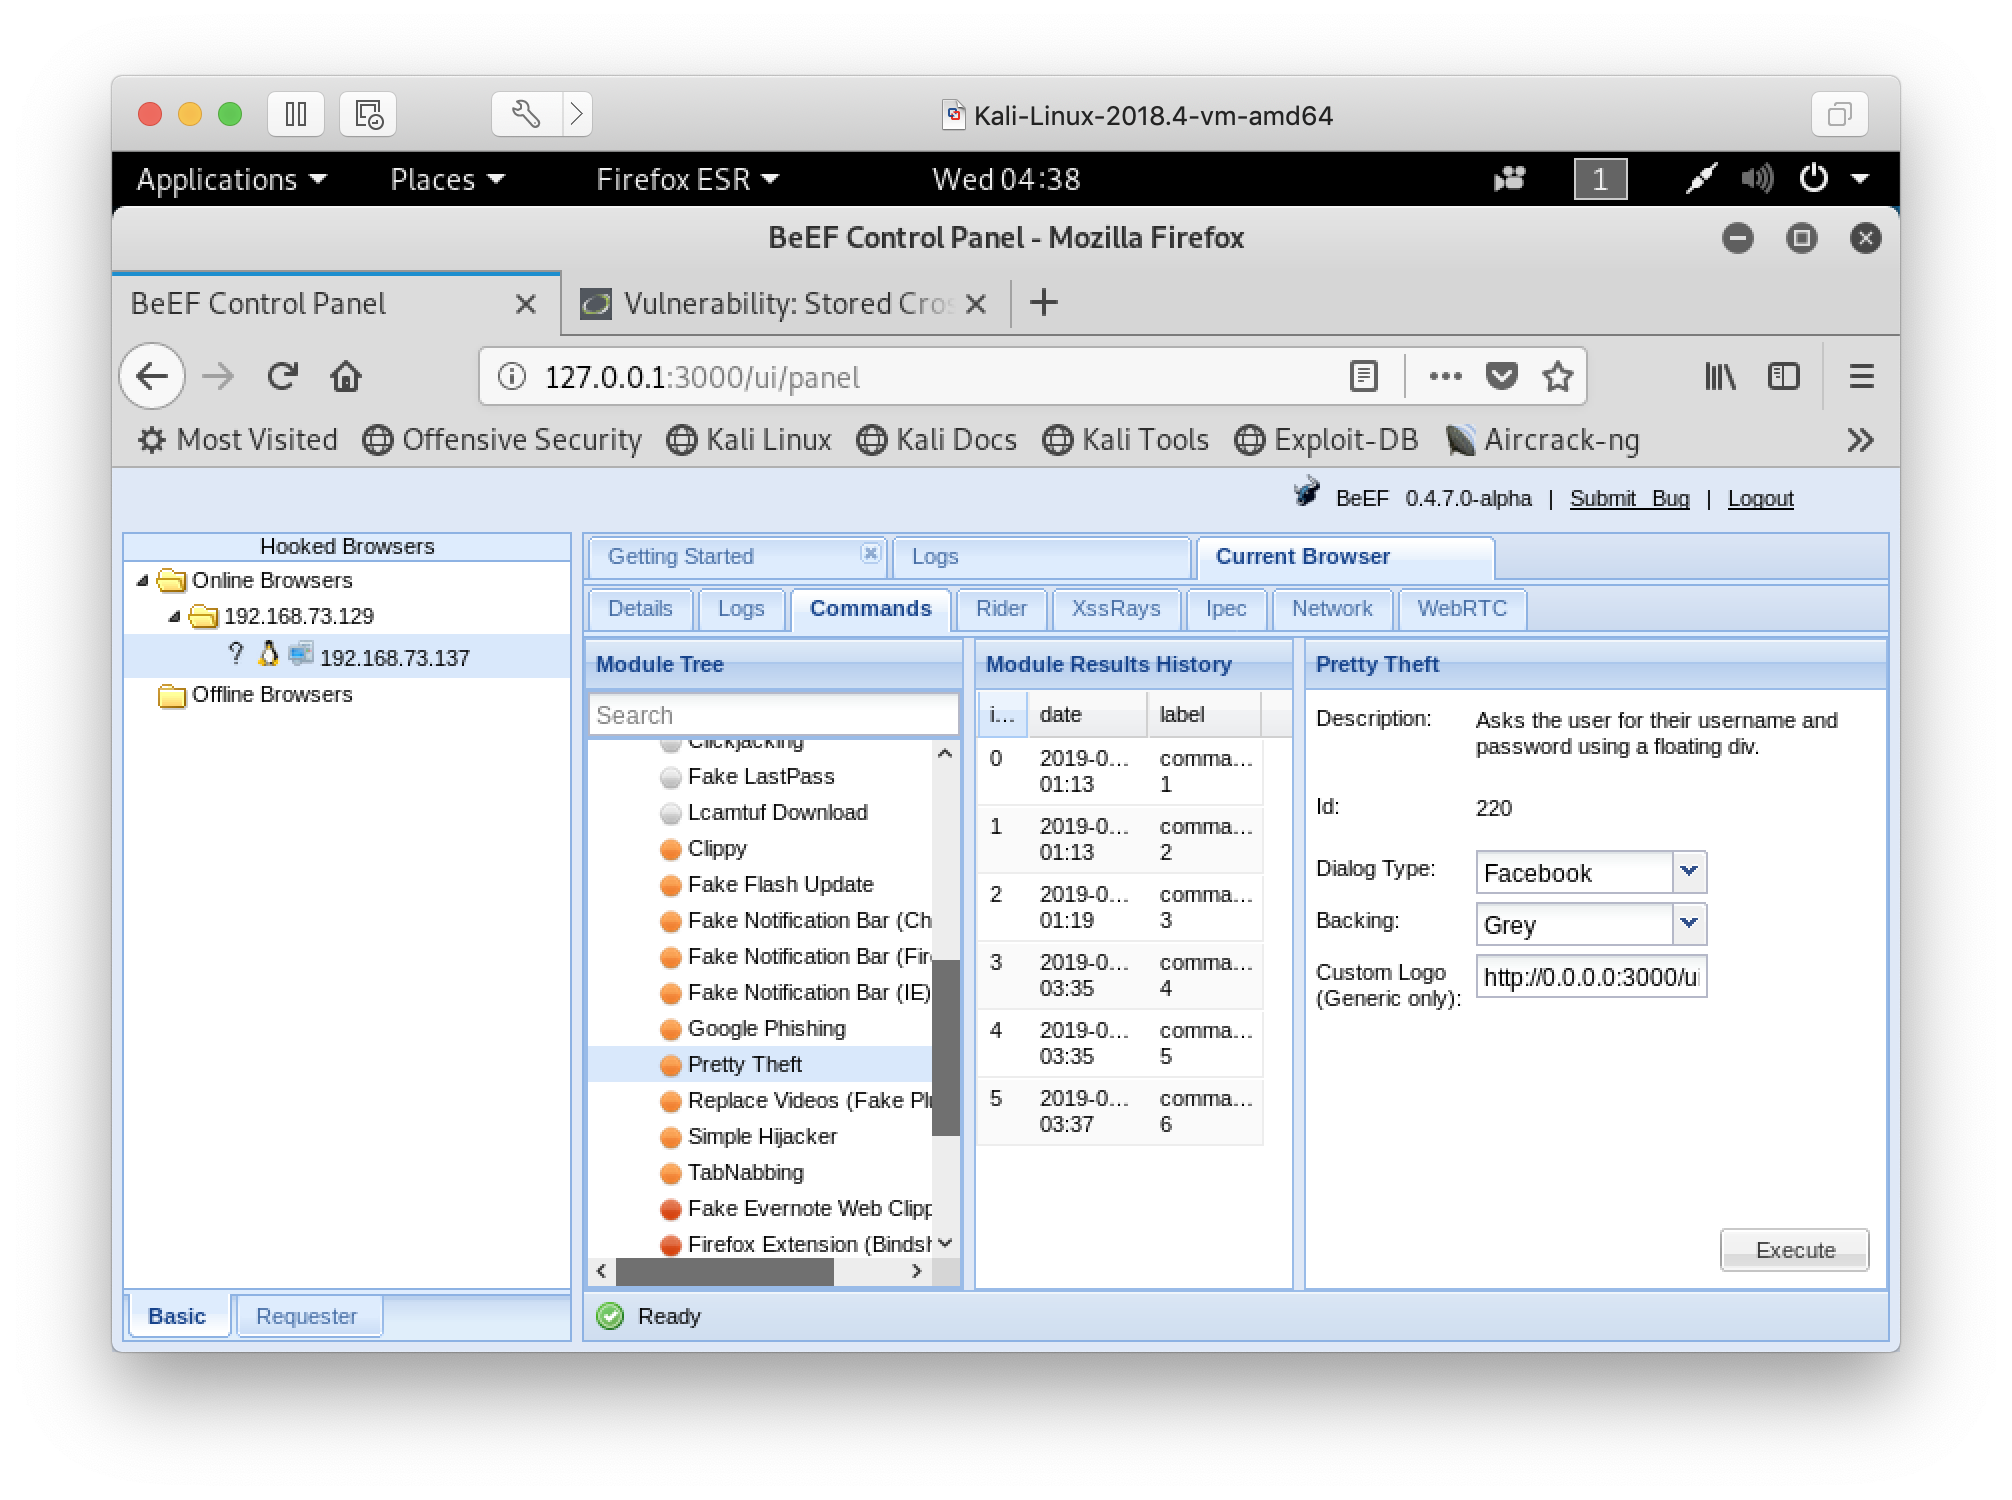 Kali-Linux-2018.4-vm-amd64
Applications Places Firefox ESR Wed 04:38 1
BeEF Control Panel - Mozilla Firefox
BeEF Control Panel Vulnerability: Stored Cros
127.0.0.1:3000/ui/panel
Most Visited Offensive Security Kali Linux Kali Docs Kali Tools Exploit-DB Aircrack-ng
BeEF 0.4.7.0-alpha | Submit Bug | Logout
Hooked Browsers
Online Browsers
192.168.73.129
? 192.168.73.137
Offline Browsers
Basic Requester
Getting Started Logs Current Browser
Details Logs Commands Rider XssRays Ipec Network WebRTC
Module Tree
Search
Clickjacking
Fake LastPass
Lcamtuf Download
Clippy
Fake Flash Update
Fake Notification Bar (Ch
Fake Notification Bar (Fire
Fake Notification Bar (IE)
Google Phishing
Pretty Theft
Replace Videos (Fake Plu
Simple Hijacker
TabNabbing
Fake Evernote Web Clipp
Firefox Extension (Bindsh
Module Results History
i... date label
0 2019-0... comma...
01:13 1
1 2019-0... comma...
01:13 2
2 2019-0... comma...
01:19 3
3 2019-0... comma...
03:35 4
4 2019-0... comma...
03:35 5
5 2019-0... comma...
03:37 6
Pretty Theft
Description: Asks the user for their username and
password using a floating div.
Id: 220
Dialog Type: Facebook
Backing: Grey
Custom Logo
(Generic only): http://0.0.0.0:3000/ui
Execute
Ready